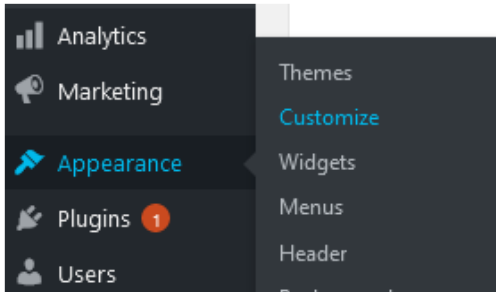 Analytics
Marketing
Appearance
Plugins 1
Users
Themes
Customize
Widgets
Menus
Header